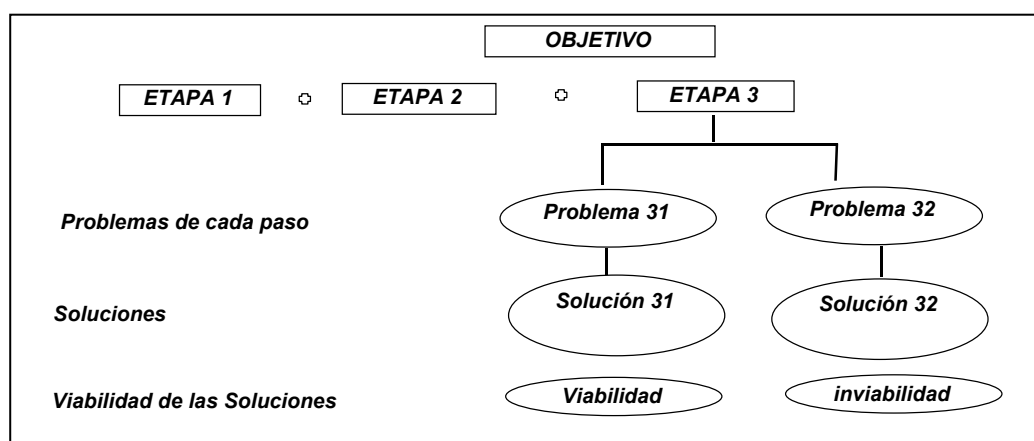 OBJETIVO
ETAPA 1
ETAPA 2
ETAPA 3
Problemas de cada paso
Problema 31
Problema 32
Soluciones
Solución 31
Solución 32
Viabilidad de las Soluciones
Viabilidad
inviabilidad